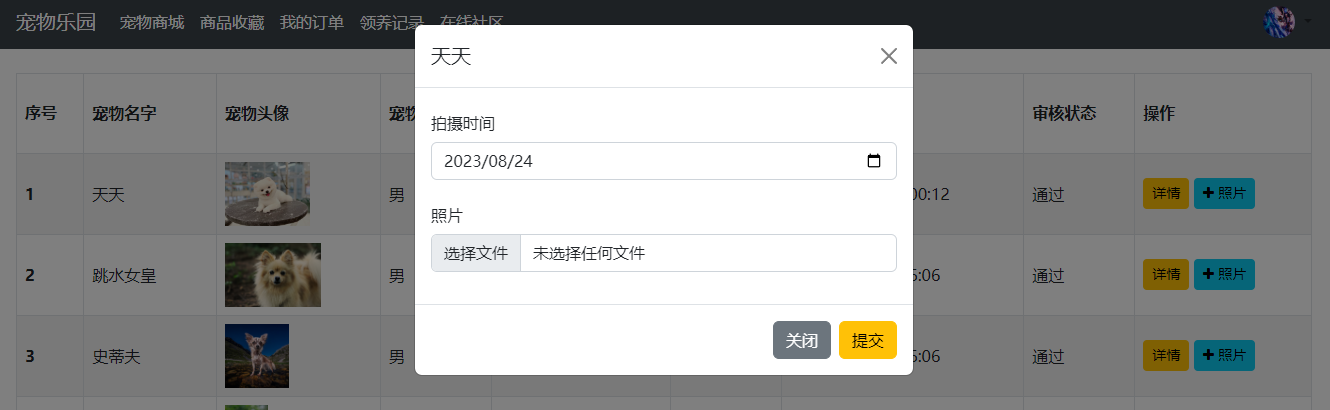 宠物乐园 宠物商城 商品收藏 我的订单 领养记录 在线社区
天天
序号 宠物名字 宠物头像 宠物 审核状态 操作
拍摄时间
2023/08/24
1 天天 男 00:12 通过 详情 + 照片
照片
选择文件 未选择任何文件
2 跳水女皇 男 6:06 通过 详情 + 照片
关闭 提交
3 史蒂夫 男 6:06 通过 详情 + 照片